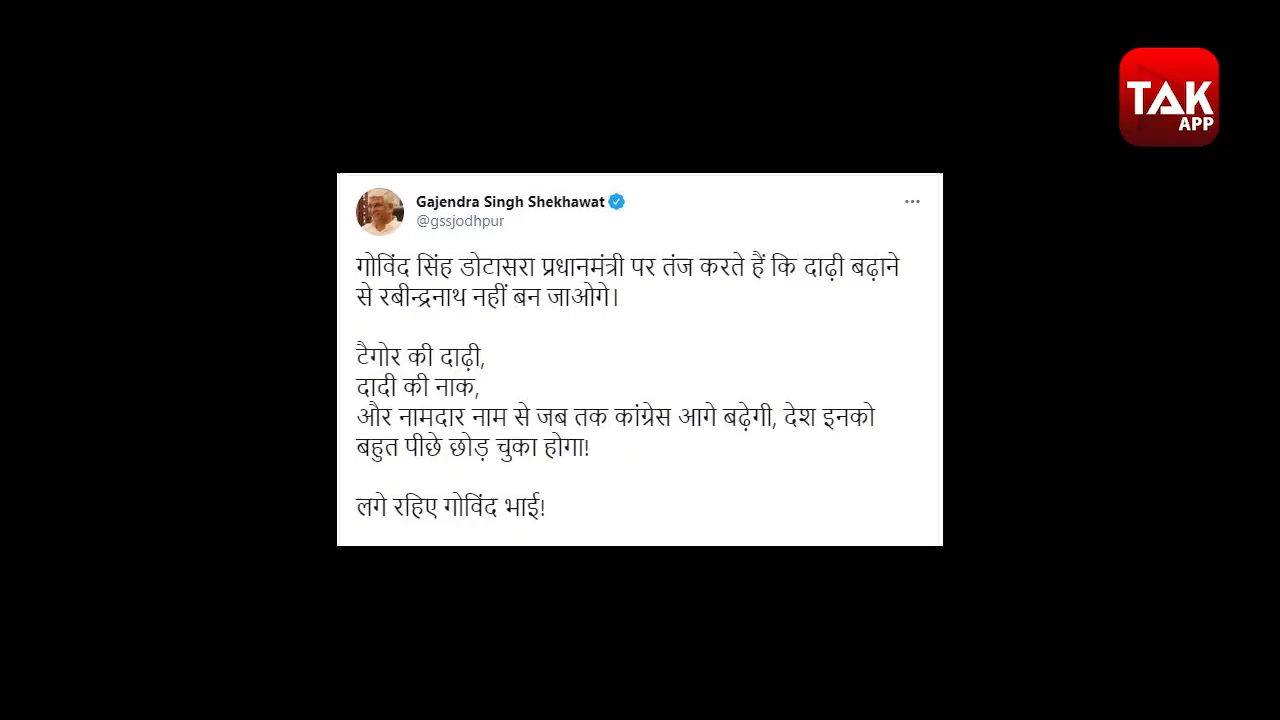 TAK
APP
Gajendra Singh Shekhawat
@gssjodhpur
गोविंद सिंह डोटासरा प्रधानमंत्री पर तंज करते हैं कि दाढ़ी बढ़ाने
से रबीन्द्रनाथ नहीं बन जाओगे।
टैगोर की दाढ़ी,
दादी की नाक,
और नामदार नाम से जब तक कांग्रेस आगे बढ़ेगी, देश इनको
बहुत पीछे छोड़ चुका होगा!
लगे रहिए गोविंद भाई!